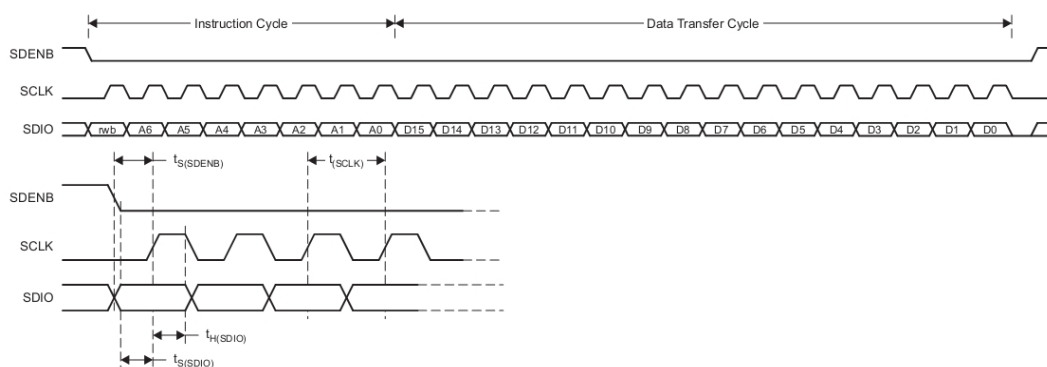 Instruction Cycle Data Transfer Cycle
SDENB
SCLK
SDIO rwb A6 A5 A4 A3 A2 A1 A0 D15 D14 D13 D12 D11 D10 D9 D8 D7 D6 D5 D4 D3 D2 D1 D0
tS(SDENB) t(SCLK)
SDENB
SCLK
SDIO
tH(SDIO)
tS(SDIO)